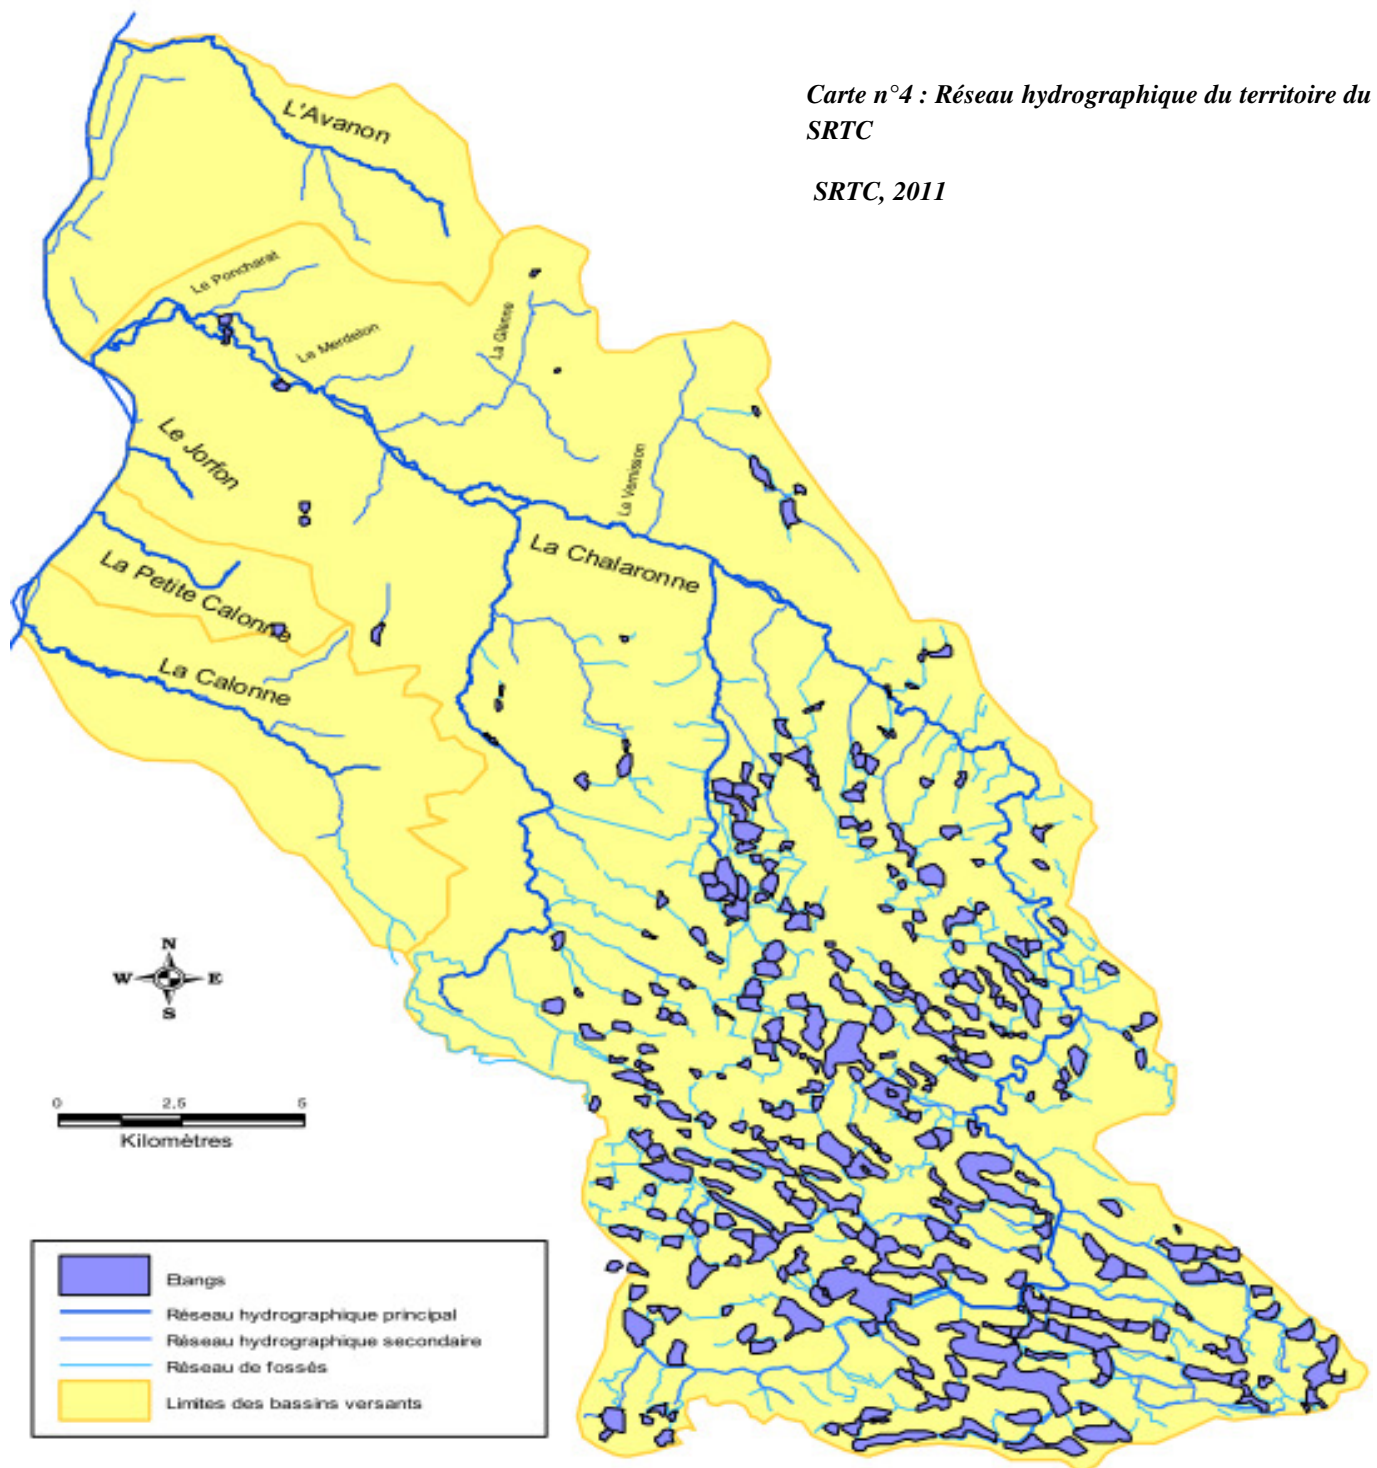 Carte n°4 : Réseau hydrographique du territoire du
SRTC
SRTC, 2011
L'Avanon
Le Poncharat
La Glenne
Le Merdelon
Le Jorfon
Le Vernisson
La Chalaronne
La Petite Calonne
La Calonne
N
W E
S
0 2.5 5
Kilomètres
Etangs
Réseau hydrographique principal
Réseau hydrographique secondaire
Réseau de fossés
Limites des bassins versants